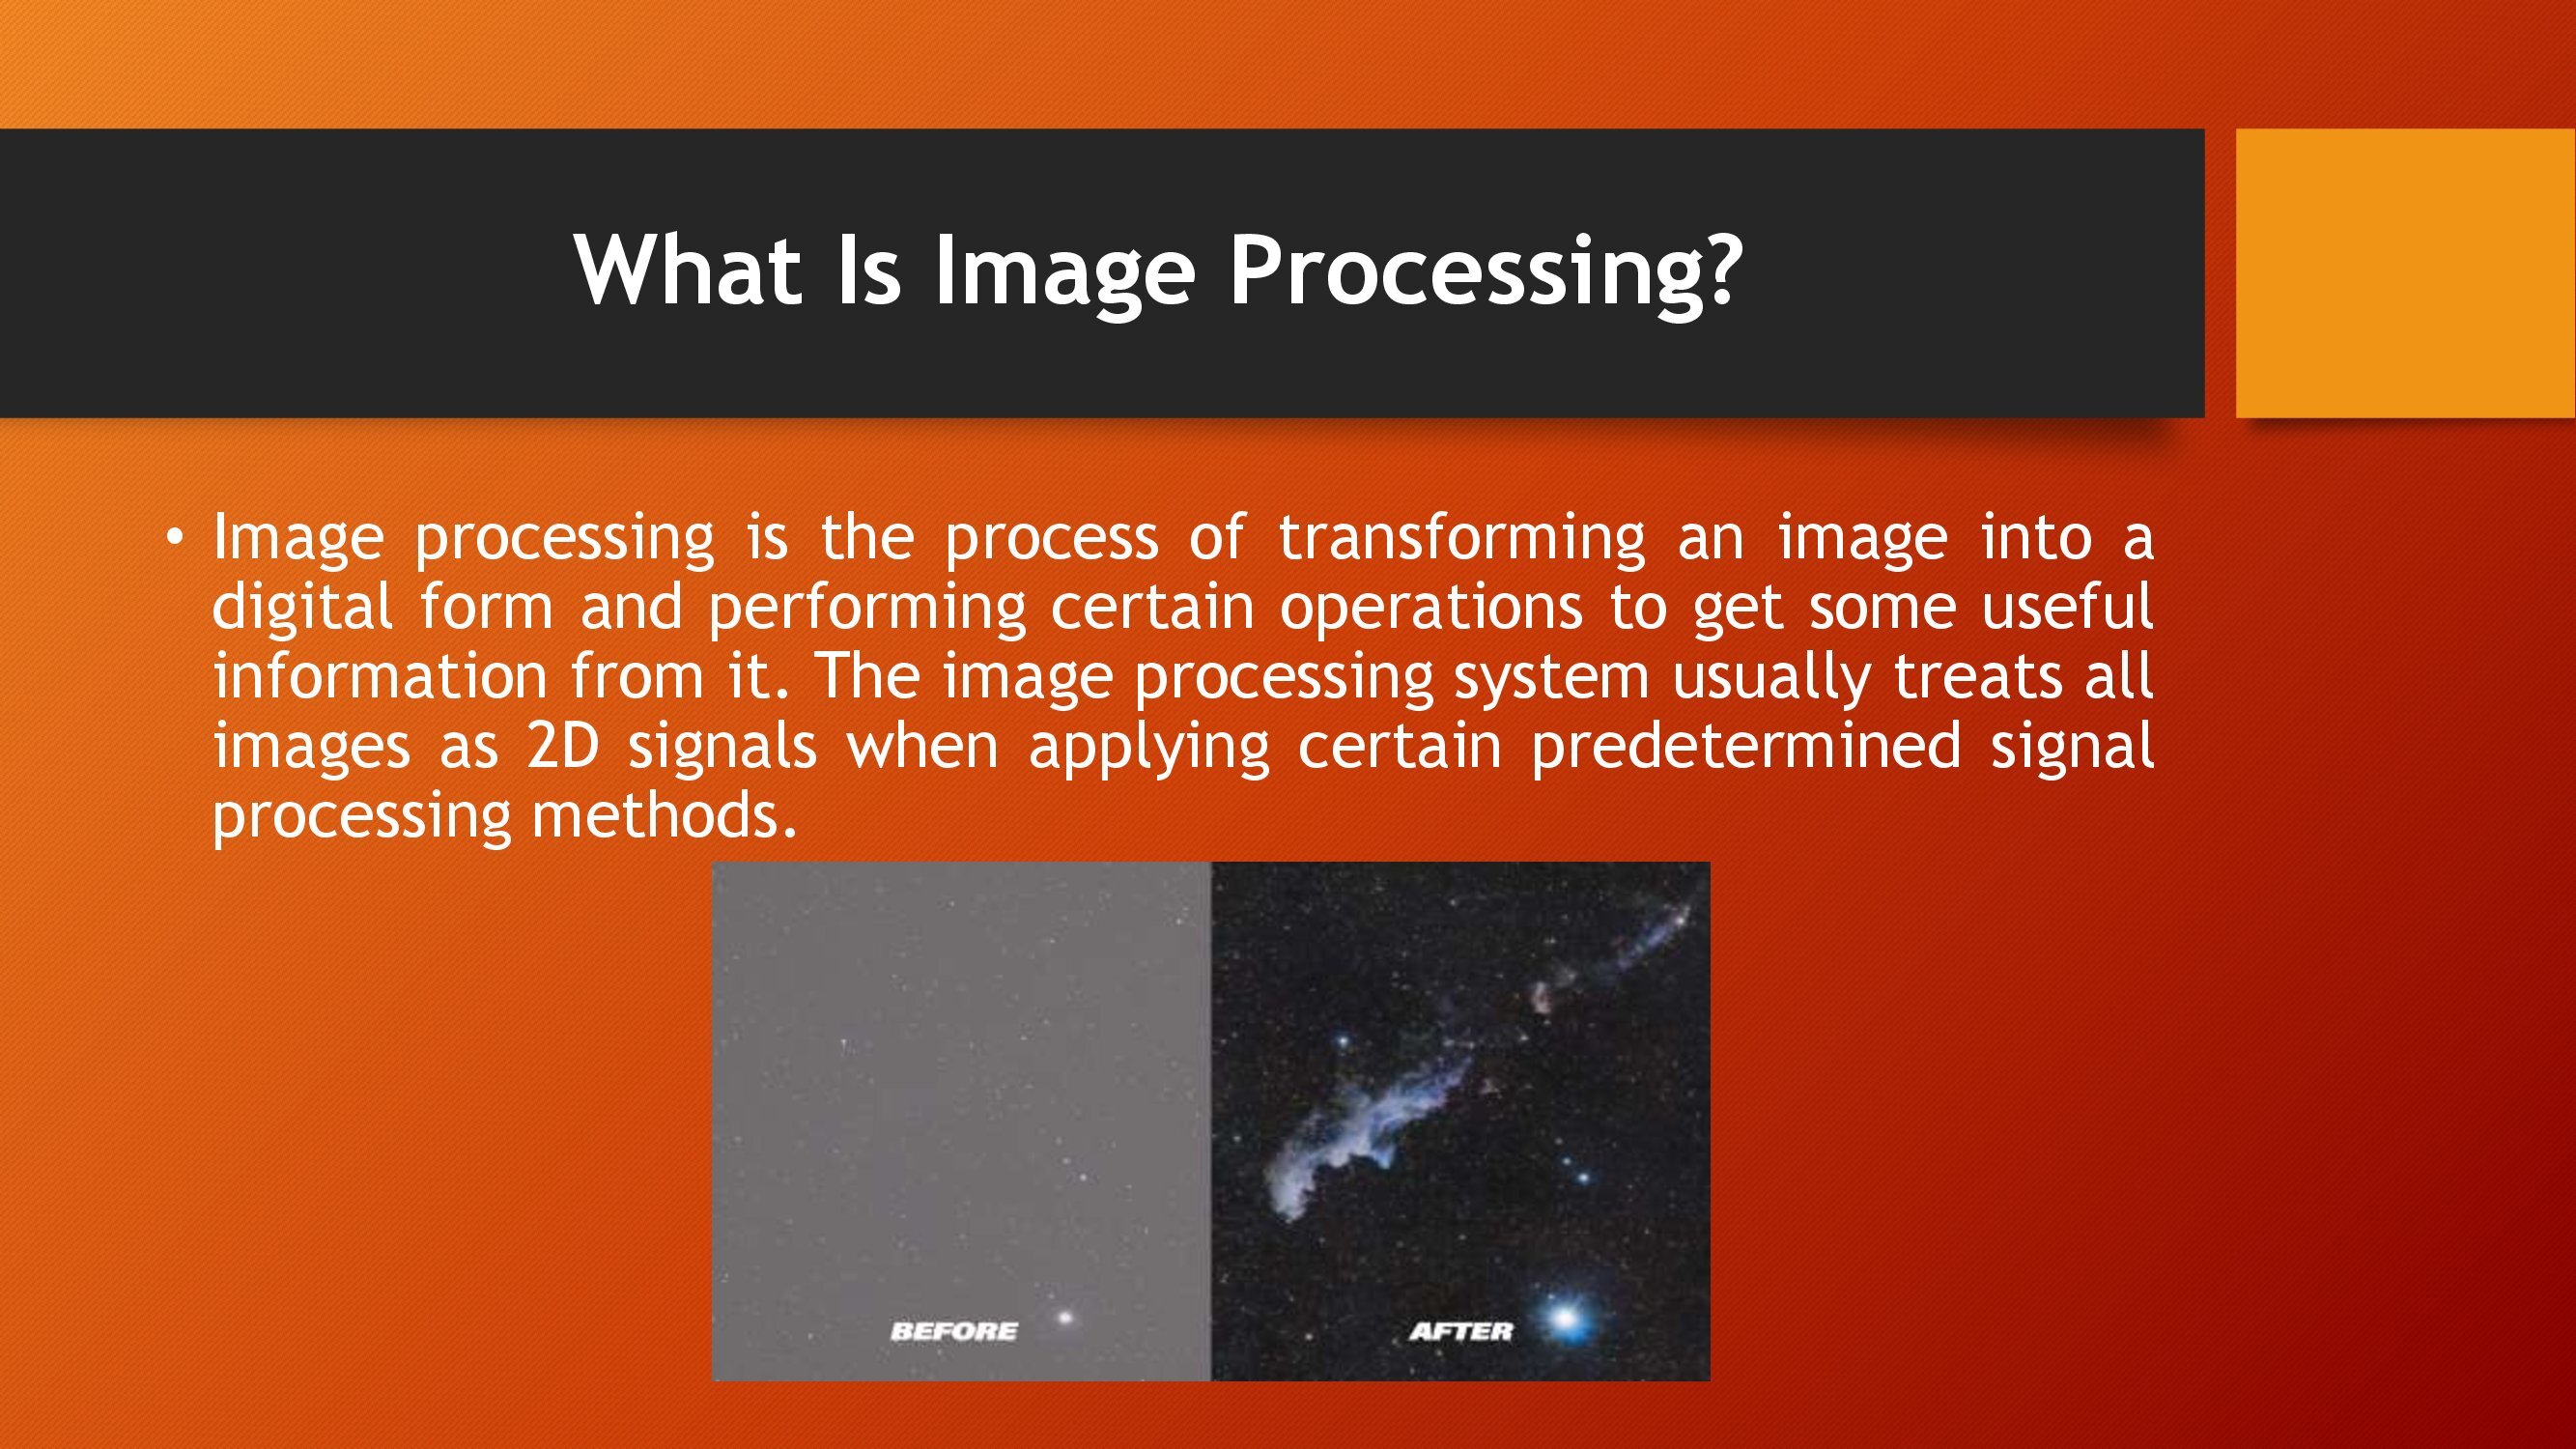 What Is Image Processing?
• Image processing is the process of transforming an image into a
digital form and performing certain operations to get some useful
information from it. The image processing system usually treats all
images as 2D signals when applying certain predetermined signal
processing methods.
BEFORE
AFTER